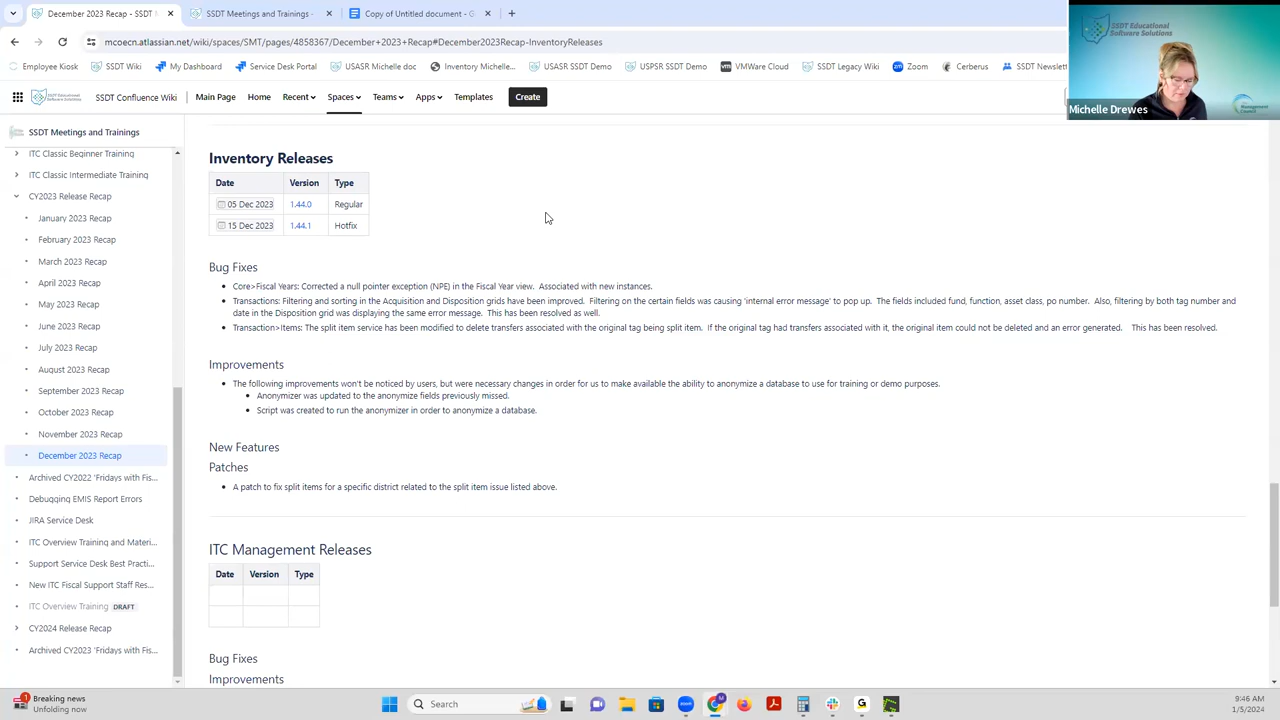 December 2023 Recap - SSDT M
SSDT Meetings and Trainings -
Copy of Untitled document - G
mcoecn.atlassian.net/wiki/spaces/SMT/pages/4858367/December+2023+Recap#December2023Recap-InventoryReleases
Employee Kiosk
SSDT Wiki
My Dashboard
Service Desk Portal
USASR Michelle doc
Inventory Michelle...
USASR SSDT Demo
USPSR SSDT Demo
VMWare Cloud
SSDT Legacy Wiki
Zoom
Cerberus
SSDT Newslett
SSDT Educational
Software Solutions
Michelle Drewes
Management
Council
SSDT Confluence Wiki
Main Page
Home
Recent
Spaces
Teams
Apps
Templates
Create
SSDT Meetings and Trainings
ITC Classic Beginner Training
ITC Classic Intermediate Training
CY2023 Release Recap
January 2023 Recap
February 2023 Recap
March 2023 Recap
April 2023 Recap
May 2023 Recap
June 2023 Recap
July 2023 Recap
August 2023 Recap
September 2023 Recap
October 2023 Recap
November 2023 Recap
December 2023 Recap
Archived CY2022 'Fridays with Fis...
Debugging EMIS Report Errors
JIRA Service Desk
ITC Overview Training and Materi...
Support Service Desk Best Practi...
New ITC Fiscal Support Staff Res...
ITC Overview Training DRAFT
CY2024 Release Recap
Archived CY2023 'Fridays with Fis...
Inventory Releases
Date Version Type
05 Dec 2023 1.44.0 Regular
15 Dec 2023 1.44.1 Hotfix
Bug Fixes
• Core>Fiscal Years: Corrected a null pointer exception (NPE) in the Fiscal Year view. Associated with new instances.
• Transactions: Filtering and sorting in the Acquisition and Disposition grids have been improved. Filtering on the certain fields was causing 'internal error message' to pop up. The fields included fund, function, asset class, po number. Also, filtering by both tag number and
date in the Disposition grid was displaying the same error message. This has been resolved as well.
• Transaction>Items: The split item service has been modified to delete transfers associated with the original tag being split item. If the original tag had transfers associated with it, the original item could not be deleted and an error generated. This has been resolved.
Improvements
• The following improvements won't be noticed by users, but were necessary changes in order for us to make available the ability to anonymize a database to use for training or demo purposes.
• Anonymizer was updated to the anonymize fields previously missed.
• Script was created to run the anonymizer in order to anonymize a database.
New Features
Patches
• A patch to fix split items for a specific district related to the split item issue listed above.
ITC Management Releases
Date Version Type
Bug Fixes
Improvements
1
Breaking news
Unfolding now
Search
9:46 AM
1/5/2024